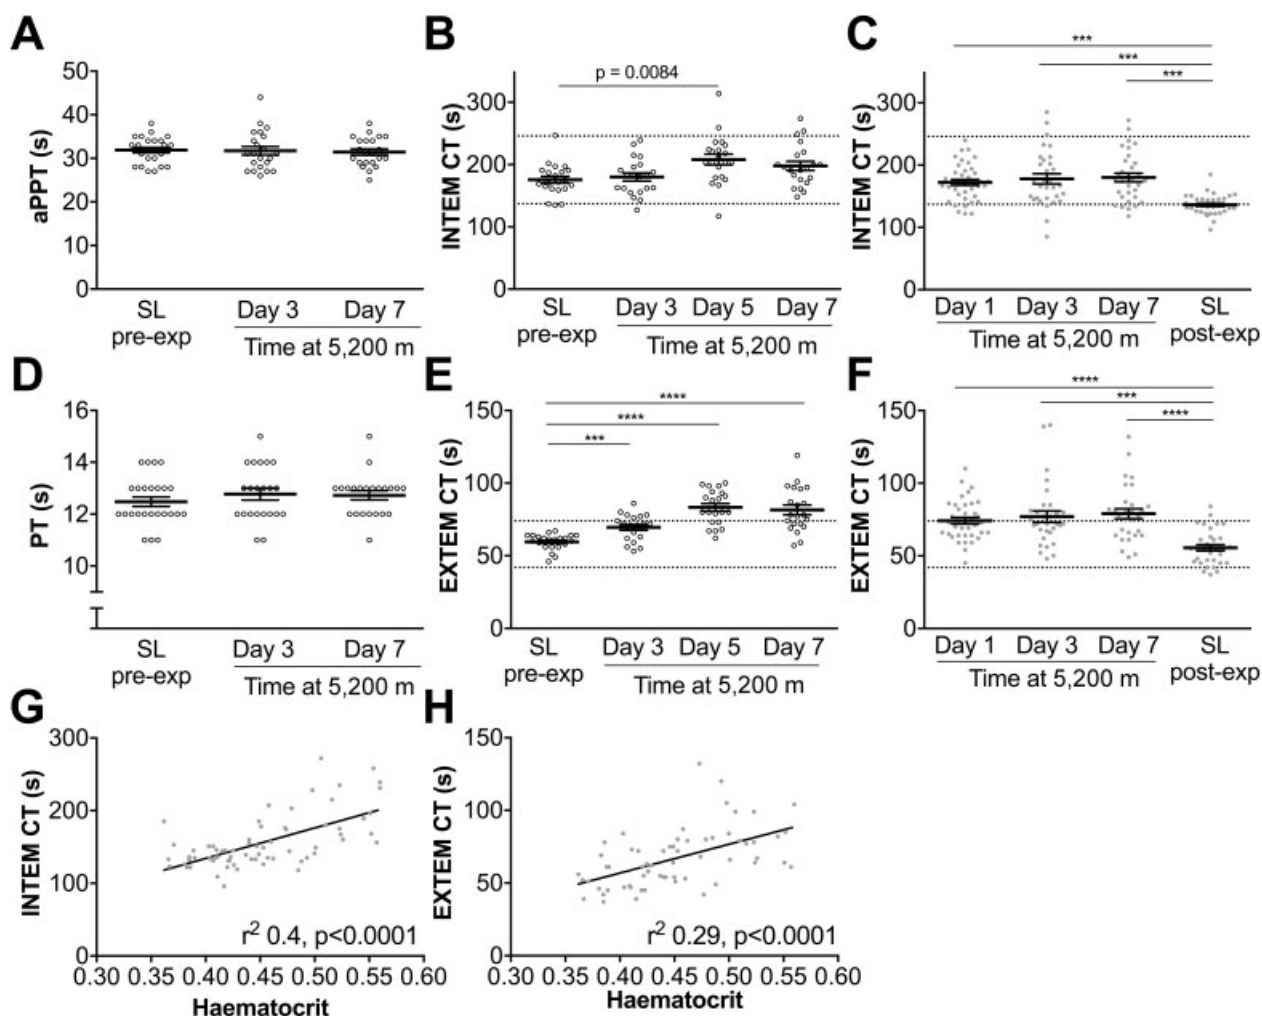 A
B
C
aPPT (s)
50
40
30
20
10
0
SL
pre-exp
Day 3
Day 7
Time at 5,200 m
INTEM CT (s)
300
200
100
0
p = 0.0084
SL
pre-exp
Day 3
Day 5
Day 7
Time at 5,200 m
INTEM CT (s)
300
200
100
0
***
***
***
Day 1
Day 3
Day 7
SL
post-exp
Time at 5,200 m
D
E
F
PT (s)
16
14
12
10
SL
pre-exp
Day 3
Day 7
Time at 5,200 m
EXTEM CT (s)
150
100
50
0
****
****
***
SL
pre-exp
Day 3
Day 5
Day 7
Time at 5,200 m
EXTEM CT (s)
150
100
50
0
****
***
****
Day 1
Day 3
Day 7
SL
post-exp
Time at 5,200 m
G
H
INTEM CT (s)
300
200
100
0
r² 0.4, p<0.0001
0.30 0.35 0.40 0.45 0.50 0.55 0.60
Haematocrit
EXTEM CT (s)
150
100
50
0
r² 0.29, p<0.0001
0.30 0.35 0.40 0.45 0.50 0.55 0.60
Haematocrit